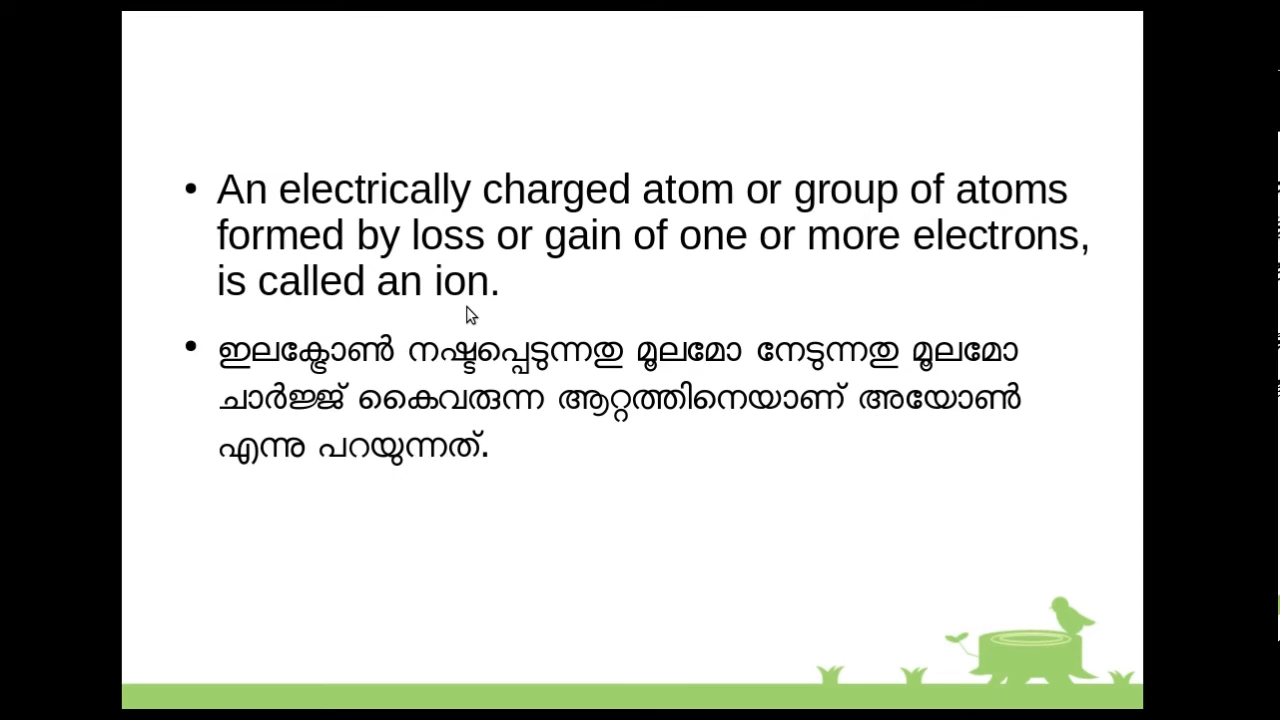 • An electrically charged atom or group of atoms
formed by loss or gain of one or more electrons,
is called an ion.
• ഇലക്ട്രോൺ നഷ്ടപ്പെടുന്നതു മൂലമോ നേടുന്നതു മൂലമോ
ചാർജ്ജ് കൈവരുന്ന ആറ്റത്തിനെയാണ് അയോൺ
എന്നു പറയുന്നത്.